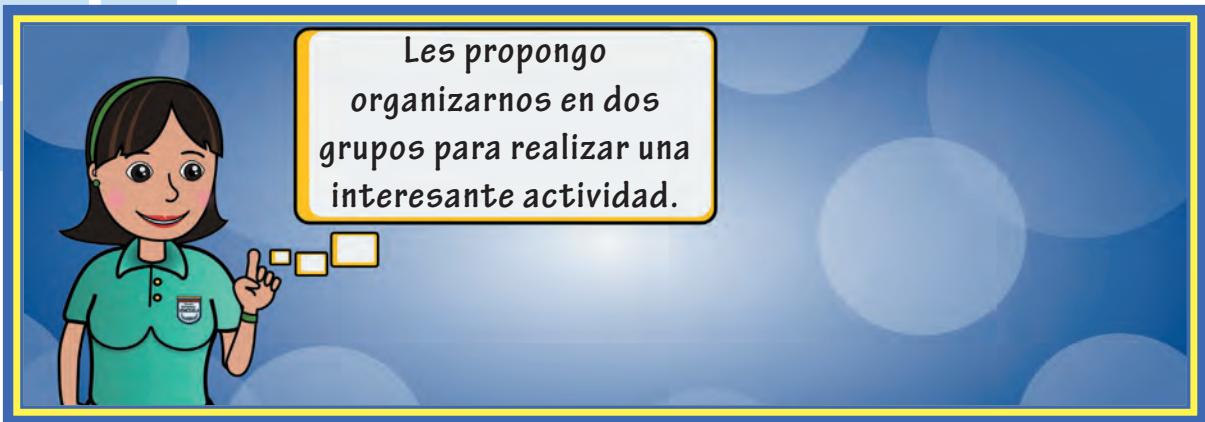 Les propongo
organizarnos en dos
grupos para realizar una
interesante actividad.